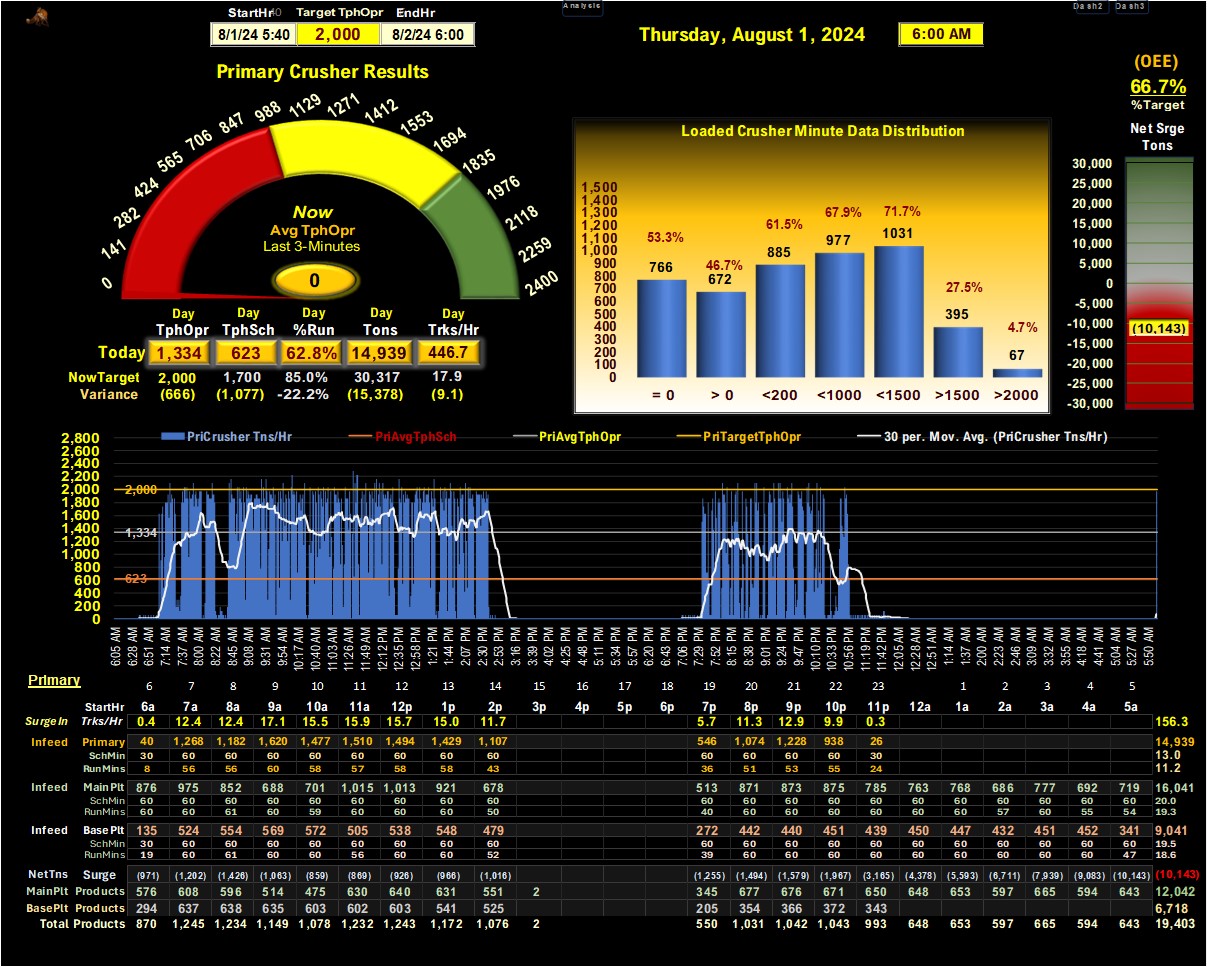 Analysis
Dash2 Dash3
StartHr Target TphOpr EndHr
8/1/24 5:40 2,000 8/2/24 6:00
Thursday, August 1, 2024 6:00 AM
(OEE)
66.7%
%Target
Net Srge
Tons
30,000
25,000
20,000
15,000
10,000
5,000
0
-5,000
-10,000
(10,143)
-15,000
-20,000
-25,000
-30,000
Primary Crusher Results
0 141 282 424 565 706 847 988 1129 1271 1412 1553 1694 1835 1976 2118 2259 2400
Now
Avg TphOpr
Last 3-Minutes
0
Day Day Day Day Day
TphOpr TphSch %Run Tons Trks/Hr
Today 1,334 623 62.8% 14,939 446.7
NowTarget 2,000 1,700 85.0% 30,317 17.9
Variance (666) (1,077) -22.2% (15,378) (9.1)
Loaded Crusher Minute Data Distribution
1,500
1,400
1,300
1,200
1,100
1,000
900
800
700
600
500
400
300
200
100
0
53.3% 46.7% 61.5% 67.9% 71.7% 27.5% 4.7%
766 672 885 977 1031 395 67
= 0 > 0 <200 <1000 <1500 >1500 >2000
PriCrusher Tns/Hr PriAvgTphSch PriAvgTphOpr PriTargetTphOpr 30 per. Mov. Avg. (PriCrusher Tns/Hr)
2,800
2,600
2,400
2,200
2,000
1,800
1,600
1,400
1,200
1,000
800
600
400
200
0
2,000
1,334
623
6:05 AM 6:28 AM 6:51 AM 7:14 AM 7:37 AM 8:00 AM 8:22 AM 8:45 AM 9:08 AM 9:31 AM 9:54 AM 10:17 AM 10:40 AM 11:03 AM 11:26 AM 11:49 AM 12:12 PM 12:35 PM 12:58 PM 1:21 PM 1:44 PM 2:07 PM 2:30 PM 2:53 PM 3:16 PM 3:39 PM 4:02 PM 4:25 PM 4:48 PM 5:11 PM 5:34 PM 5:57 PM 6:20 PM 6:43 PM 7:06 PM 7:29 PM 7:52 PM 8:15 PM 8:38 PM 9:01 PM 9:24 PM 9:47 PM 10:10 PM 10:33 PM 10:56 PM 11:19 PM 11:42 PM 12:05 AM 12:28 AM 12:51 AM 1:14 AM 1:37 AM 2:00 AM 2:23 AM 2:46 AM 3:09 AM 3:32 AM 3:55 AM 4:18 AM 4:41 AM 5:04 AM 5:27 AM 5:50 AM
Primary 6 7 8 9 10 11 12 13 14 15 16 17 18 19 20 21 22 23 1 2 3 4 5
StartHr 6a 7a 8a 9a 10a 11a 12p 1p 2p 3p 4p 5p 6p 7p 8p 9p 10p 11p 12a 1a 2a 3a 4a 5a
SurgeIn Trks/Hr 0.4 12.4 12.4 17.1 15.5 15.9 15.7 15.0 11.7 5.7 11.3 12.9 9.9 0.3 156.3
Infeed Primary 40 1,268 1,182 1,620 1,477 1,510 1,494 1,429 1,107 546 1,074 1,228 938 26 14,939
SchMin 30 60 60 60 60 60 60 60 60 60 60 60 60 30 13.0
RunMins 8 56 56 60 58 57 58 58 43 36 51 53 55 24 11.2
Infeed Main Plt 876 975 852 688 701 1,015 1,013 921 678 513 871 873 875 785 763 768 686 777 692 719 16,041
SchMin 60 60 60 60 60 60 60 60 60 60 60 60 60 60 60 60 60 60 60 60 20.0
RunMins 60 60 61 60 59 60 60 60 50 40 60 60 60 60 60 60 57 60 55 54 19.3
Infeed Base Plt 135 524 554 569 572 505 538 548 479 272 442 440 451 439 450 447 432 451 452 341 9,041
SchMin 30 60 60 60 60 60 60 60 60 60 60 60 60 60 60 60 60 60 60 60 19.5
RunMins 19 60 61 60 60 56 60 60 52 39 60 60 60 60 60 60 60 60 60 47 18.6
NetTns Surge (971) (1,202) (1,426) (1,063) (859) (869) (926) (966) (1,016) (1,255) (1,494) (1,579) (1,967) (3,165) (4,378) (5,593) (6,711) (7,939) (9,083) (10,143) (10,143)
MainPlt Products 576 608 596 514 475 630 640 631 551 2 345 677 676 671 650 648 653 597 665 594 643 12,042
BasePlt Products 294 637 638 635 603 602 603 541 525 205 354 366 372 343 6,718
Total Products 870 1,245 1,234 1,149 1,078 1,232 1,243 1,172 1,076 2 550 1,031 1,042 1,043 993 648 653 597 665 594 643 19,403